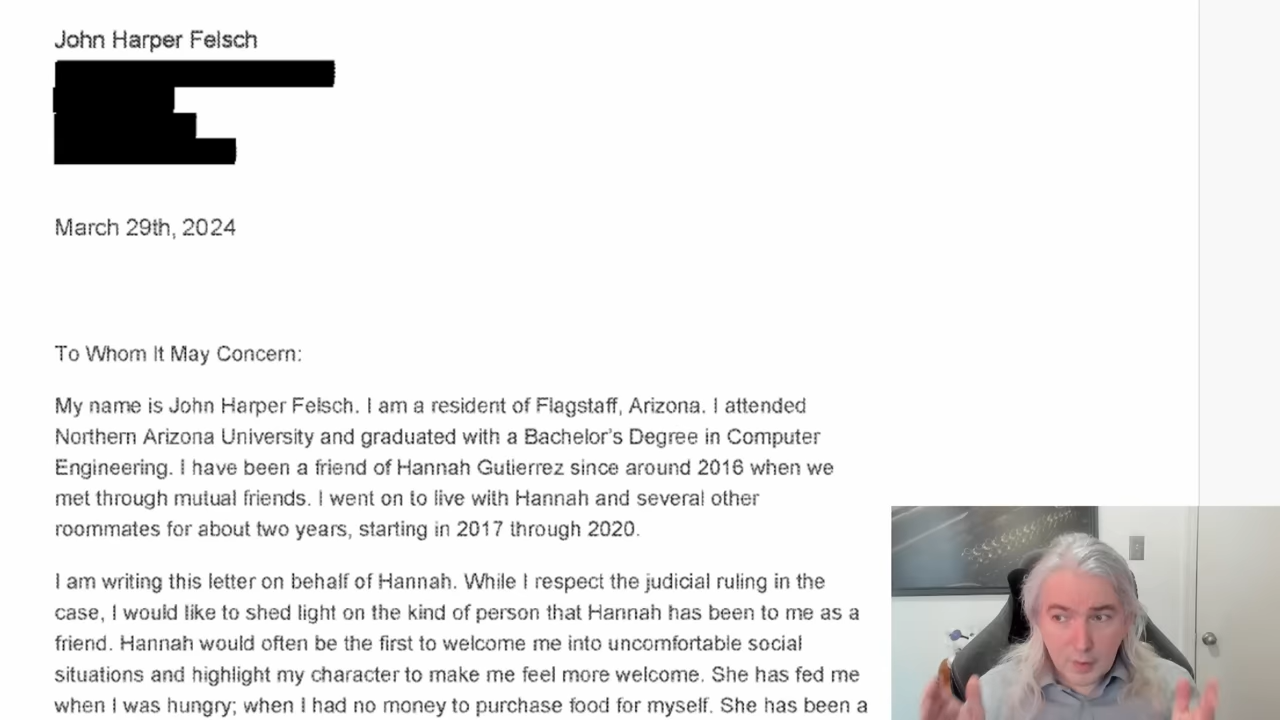 John Harper Felsch
March 29th, 2024
To Whom It May Concern:
My name is John Harper Felsch. I am a resident of Flagstaff, Arizona. I attended
Northern Arizona University and graduated with a Bachelor's Degree in Computer
Engineering. I have been a friend of Hannah Gutierrez since around 2016 when we
met through mutual friends. I went on to live with Hannah and several other
roommates for about two years, starting in 2017 through 2020.
I am writing this letter on behalf of Hannah. While I respect the judicial ruling in the
case, I would like to shed light on the kind of person that Hannah has been to me as a
friend. Hannah would often be the first to welcome me into uncomfortable social
situations and highlight my character to make me feel more welcome. She has fed me
when I was hungry; when I had no money to purchase food for myself. She has been a